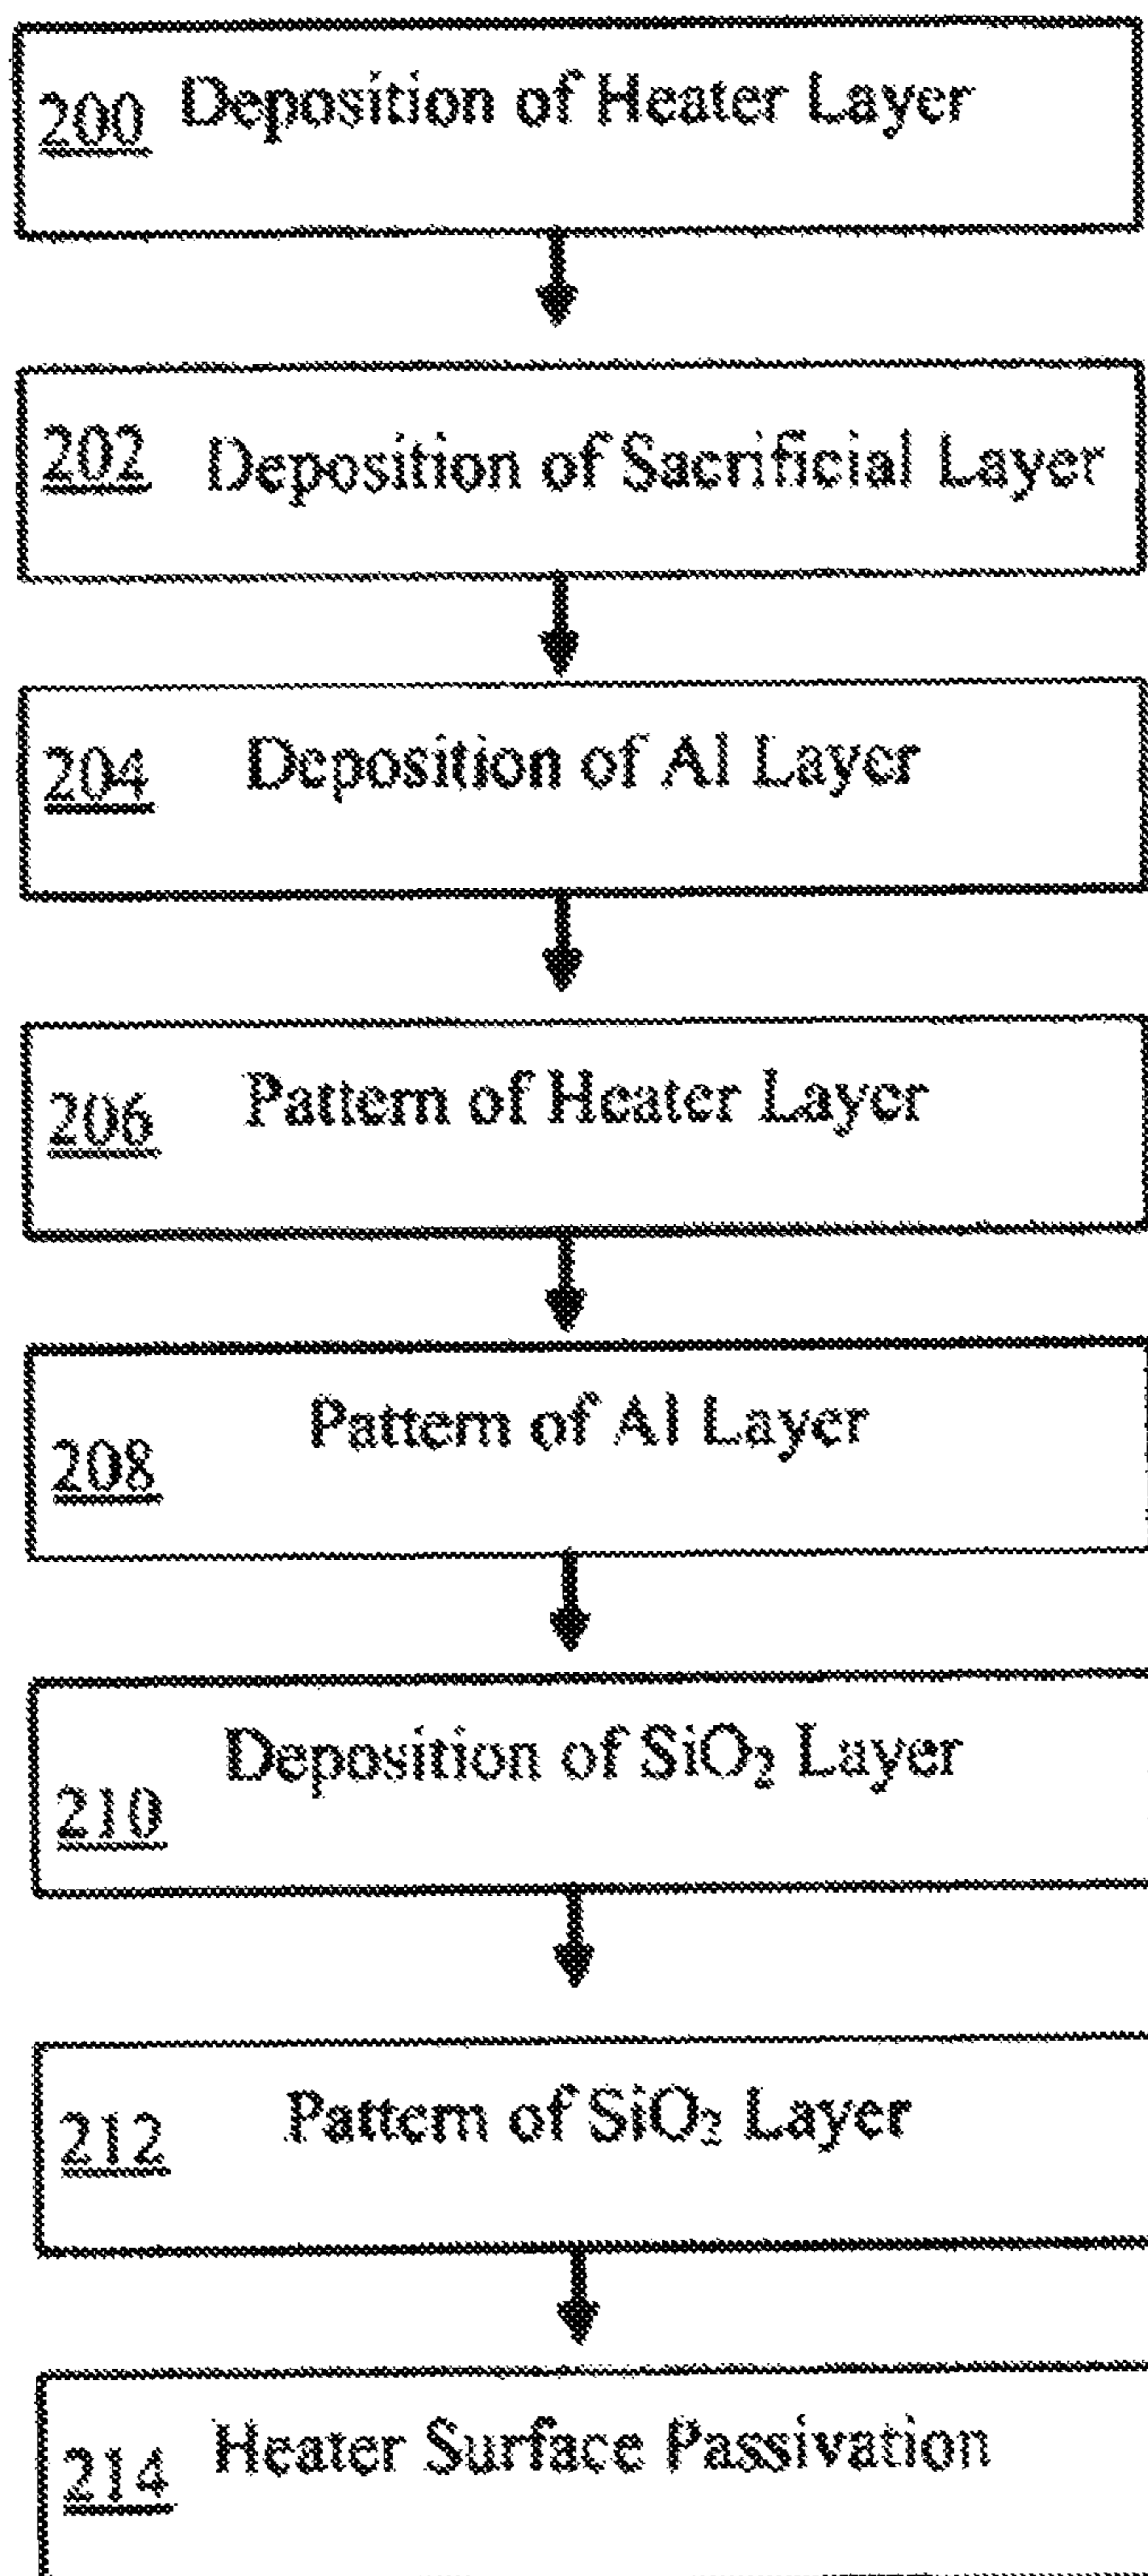 200 Deposition of Heater Layer
202 Deposition of Sacrificial Layer
204 Deposition of Al Layer
206 Pattern of Heater Layer
208 Pattern of Al Layer
210 Deposition of SiO₂ Layer
212 Pattern of SiO₂ Layer
214 Heater Surface Passivation